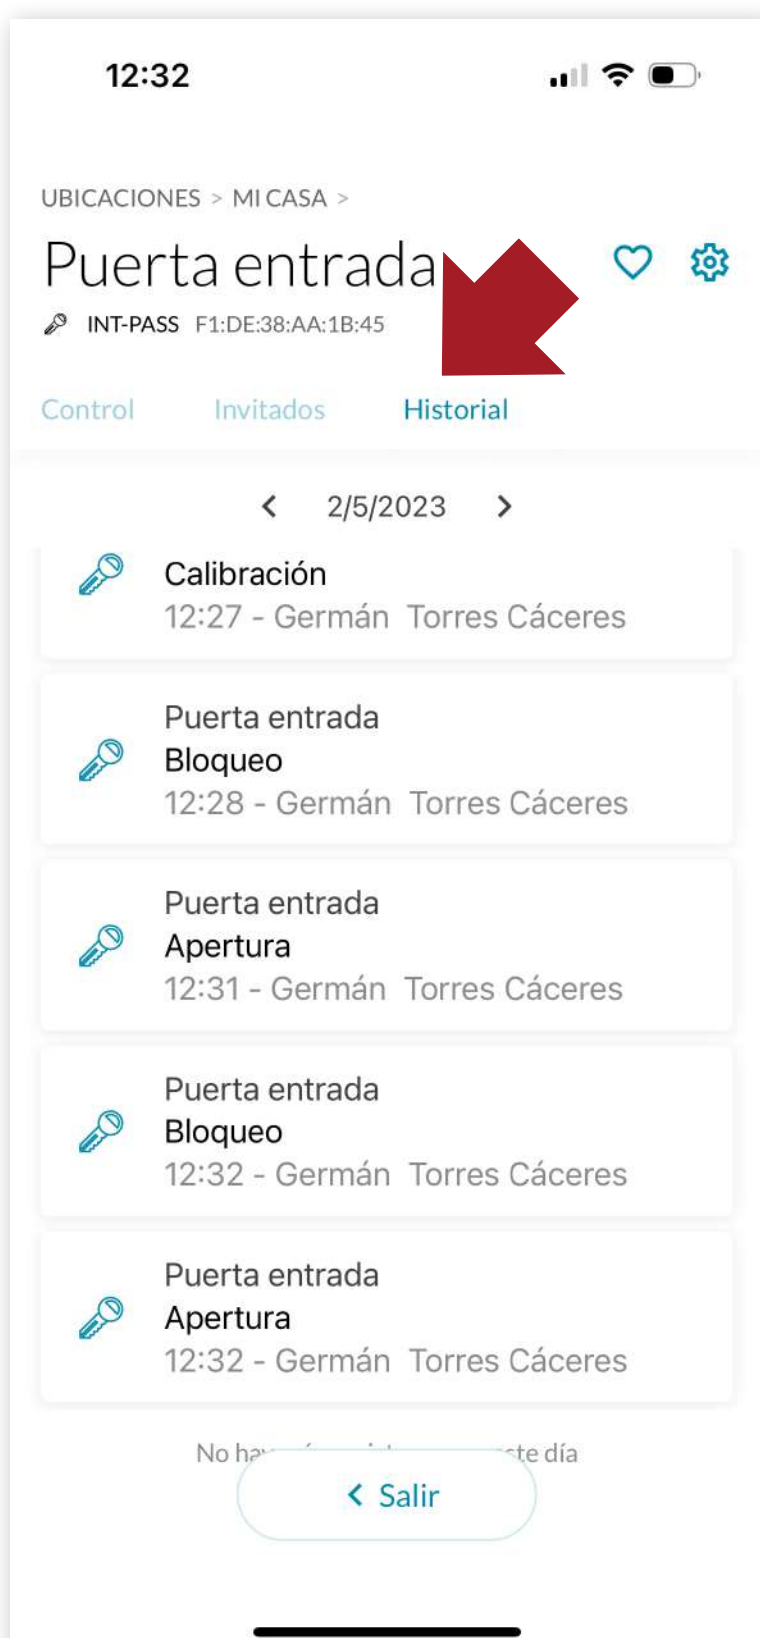 12:32
UBICACIONES > MI CASA >
Puerta entrada
INT-PASS F1:DE:38:AA:1B:45
Control Invitados Historial
< 2/5/2023 >
Calibración
12:27 - Germán Torres Cáceres
Puerta entrada
Bloqueo
12:28 - Germán Torres Cáceres
Puerta entrada
Apertura
12:31 - Germán Torres Cáceres
Puerta entrada
Bloqueo
12:32 - Germán Torres Cáceres
Puerta entrada
Apertura
12:32 - Germán Torres Cáceres
No día
< Salir